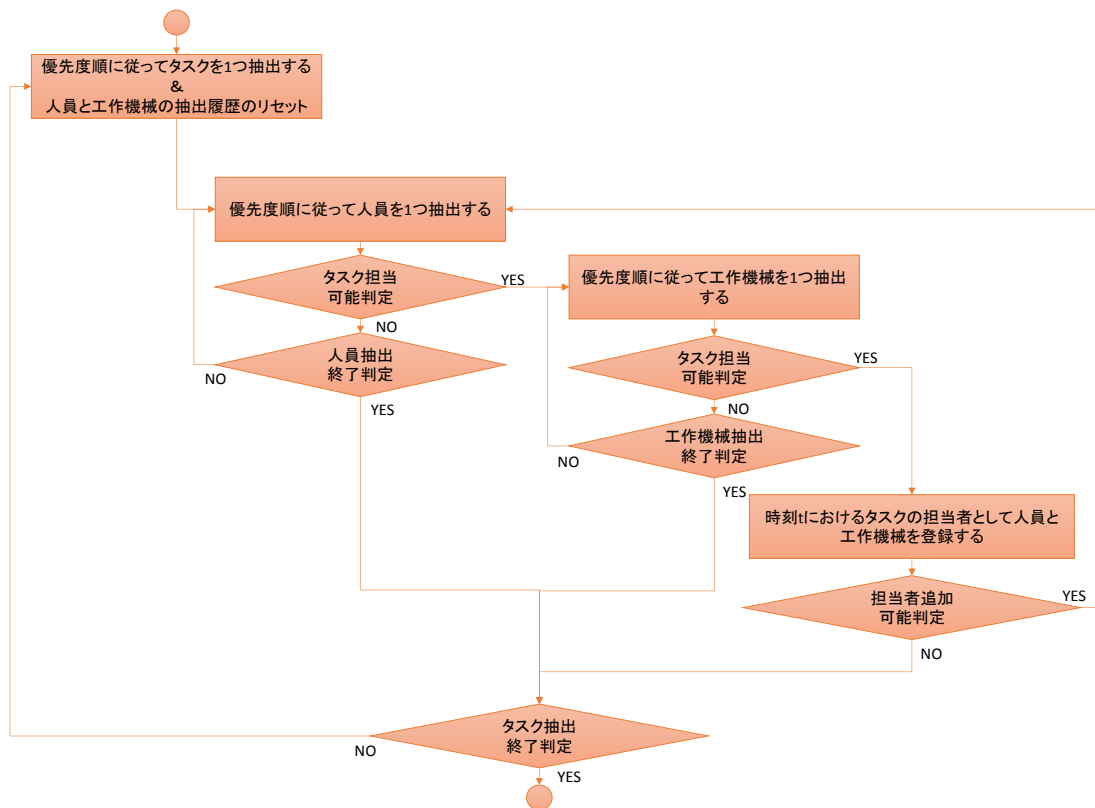 優先度順に従ってタスクを1つ抽出する
&
人員と工作機械の抽出履歴のリセット
優先度順に従って人員を1つ抽出する
タスク担当
可能判定
YES
NO
人員抽出
終了判定
NO
YES
優先度順に従って工作機械を1つ抽出
する
タスク担当
可能判定
YES
NO
工作機械抽出
終了判定
NO
YES
時刻tにおけるタスクの担当者として人員と
工作機械を登録する
担当者追加
可能判定
YES
NO
タスク抽出
終了判定
NO
YES